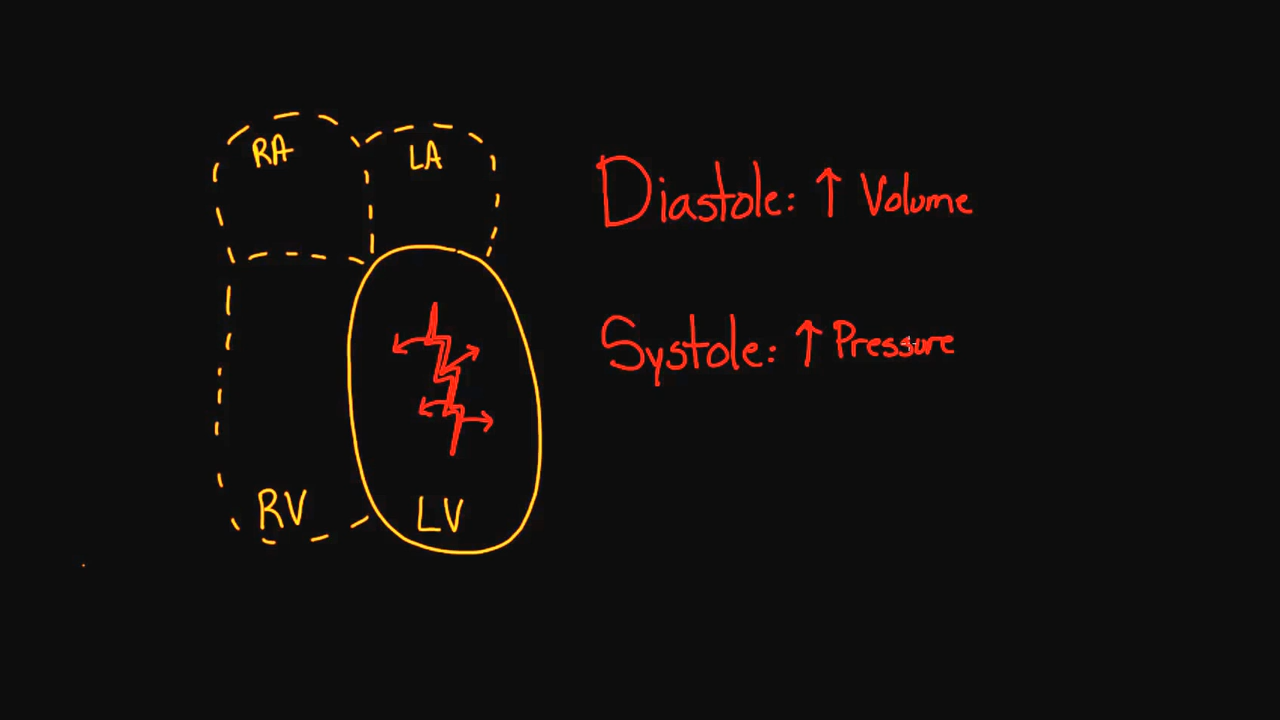 RA
LA
Diastole: ↑ Volume
Systole: ↑ Pressure
RV
LV